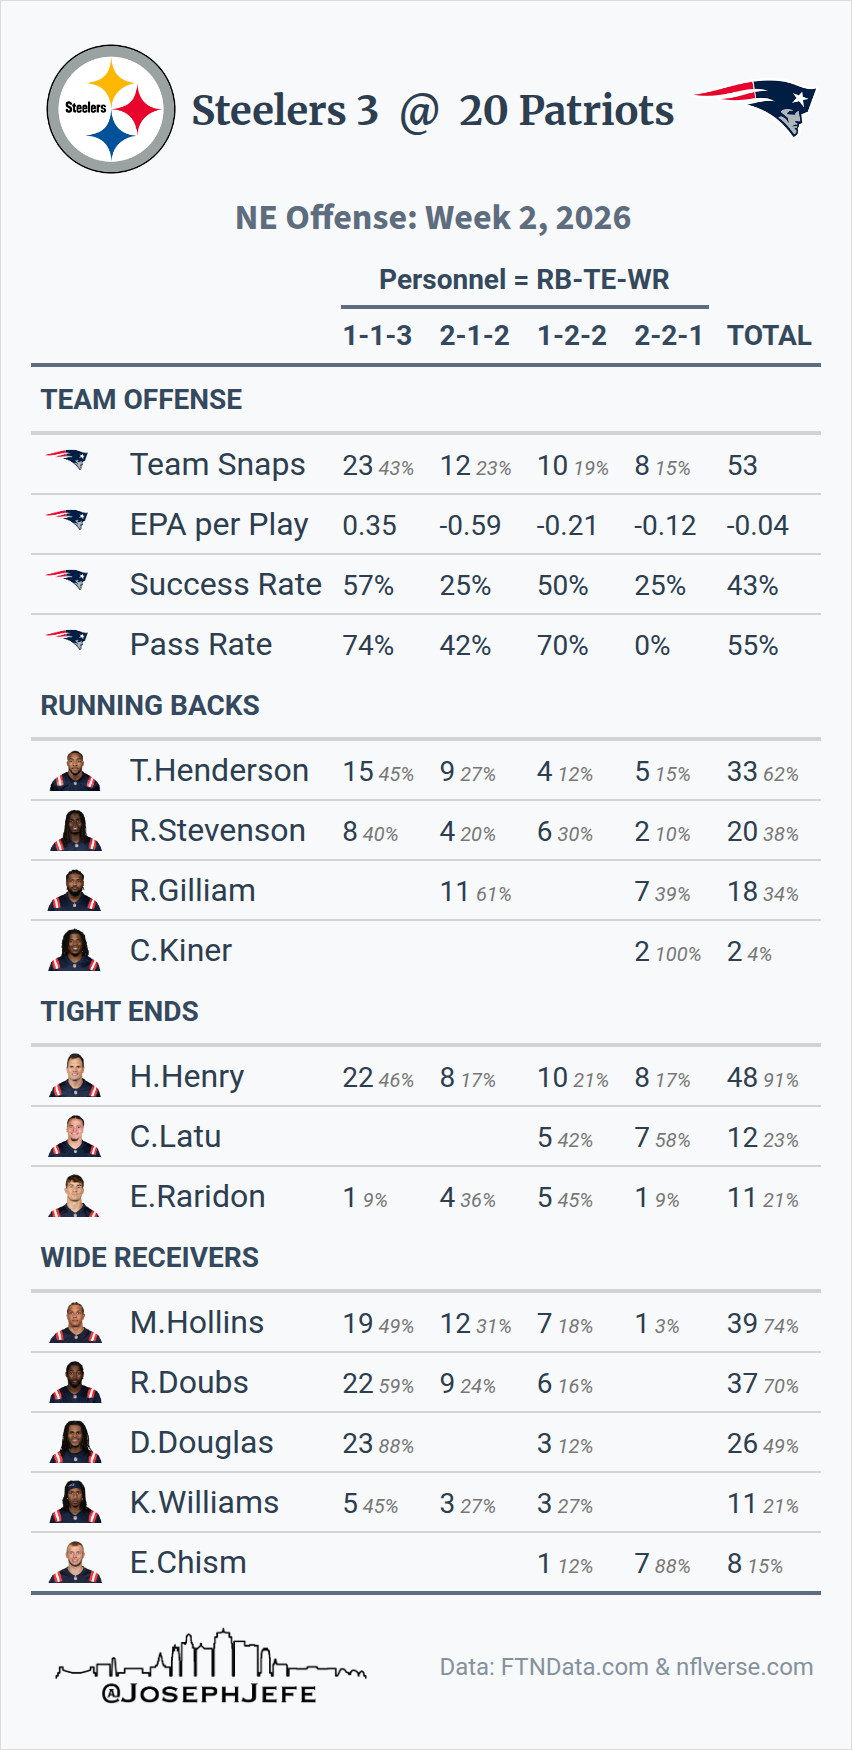 Steelers
Steelers 3 @ 20 Patriots
NE Offense: Week 2, 2026
Personnel = RB-TE-WR
1-1-3 2-1-2 1-2-2 2-2-1 TOTAL
TEAM OFFENSE
Team Snaps 23 43% 12 23% 10 19% 8 15% 53
EPA per Play 0.35 -0.59 -0.21 -0.12 -0.04
Success Rate 57% 25% 50% 25% 43%
Pass Rate 74% 42% 70% 0% 55%
RUNNING BACKS
T.Henderson 15 45% 9 27% 4 12% 5 15% 33 62%
R.Stevenson 8 40% 4 20% 6 30% 2 10% 20 38%
R.Gilliam 11 61% 7 39% 18 34%
C.Kiner 2 100% 2 4%
TIGHT ENDS
H.Henry 22 46% 8 17% 10 21% 8 17% 48 91%
C.Latu 5 42% 7 58% 12 23%
E.Raridon 1 9% 4 36% 5 45% 1 9% 11 21%
WIDE RECEIVERS
M.Hollins 19 49% 12 31% 7 18% 1 3% 39 74%
R.Doubs 22 59% 9 24% 6 16% 37 70%
D.Douglas 23 88% 3 12% 26 49%
K.Williams 5 45% 3 27% 3 27% 11 21%
E.Chism 1 12% 7 88% 8 15%
@JosephJefe
Data: FTNData.com & nflverse.com